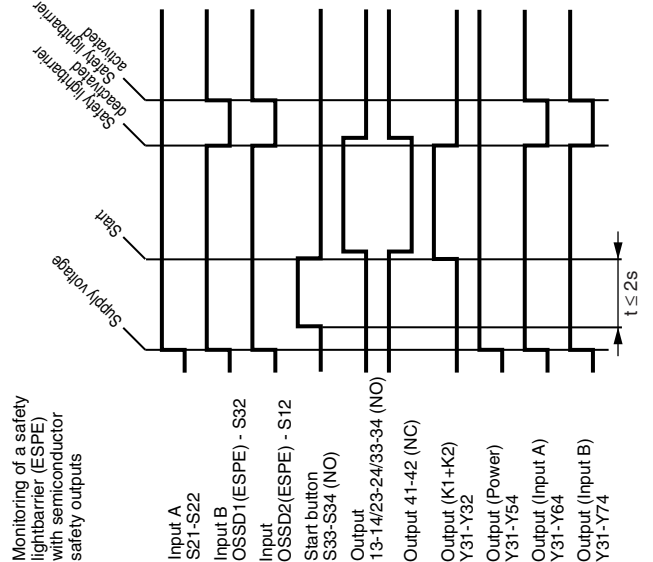 Monitoring of a safety
lightbarrier (ESPE)
with semiconductor
safety outputs
Supply voltage
Start
Safety lightbarrier
deactivated
Safety lightbarrier
activated
Input A
S21-S22
Input B
OSSD1(ESPE) - S32
Input
OSSD2(ESPE) - S12
Start button
S33-S34 (NO)
Output
13-14/23-24/33-34 (NO)
Output 41-42 (NC)
Output (K1+K2)
Y31-Y32
Output (Power)
Y31-Y54
Output (Input A)
Y31-Y64
Output (Input B)
Y31-Y74
t ≤ 2s